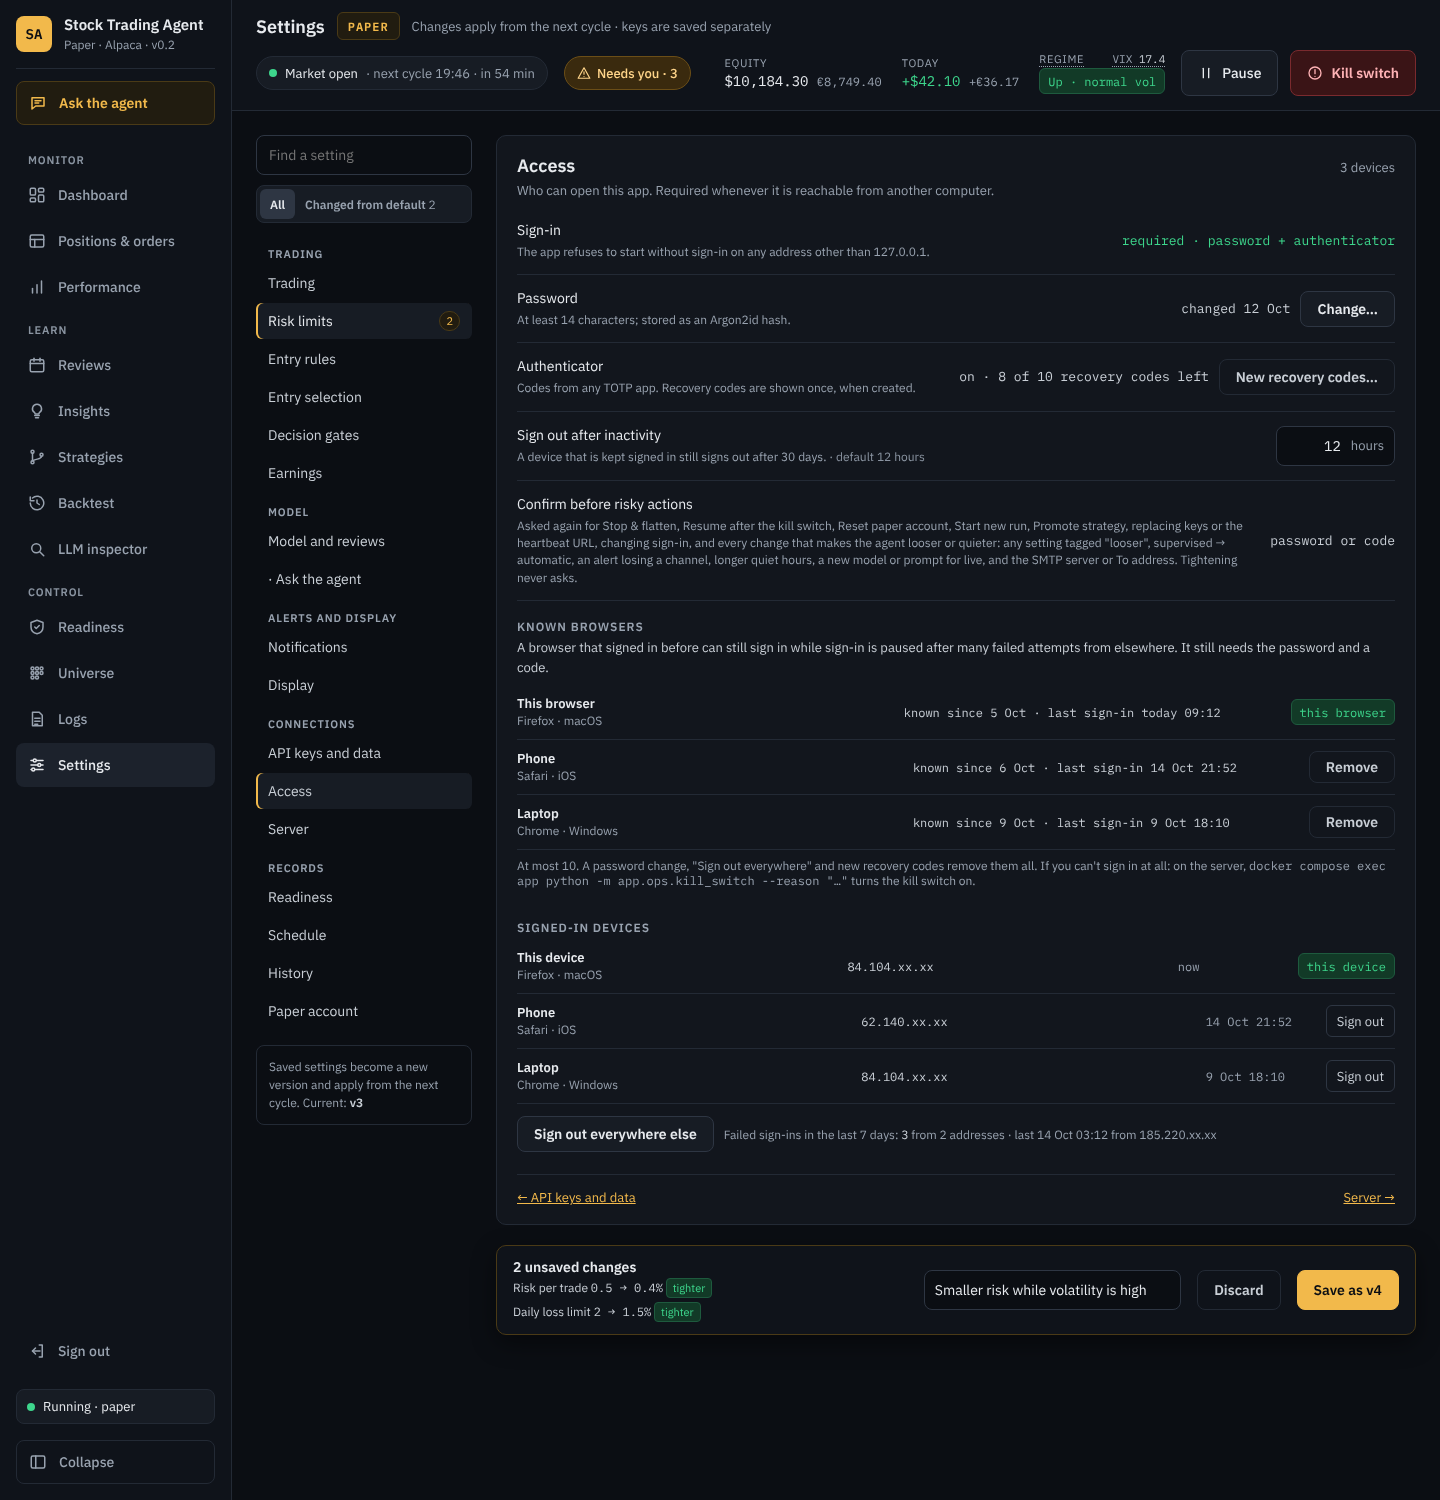 SA
Stock Trading Agent
Paper · Alpaca · v0.2
Ask the agent
MONITOR
Dashboard
Positions & orders
Performance
LEARN
Reviews
Insights
Strategies
Backtest
LLM inspector
CONTROL
Readiness
Universe
Logs
Settings
Sign out
Running · paper
Collapse
Settings
PAPER
Changes apply from the next cycle · keys are saved separately
Market open · next cycle 19:46 · in 54 min
Needs you · 3
EQUITY
$10,184.30 €8,749.40
TODAY
+$42.10 +€36.17
REGIME VIX 17.4
Up · normal vol
Pause
Kill switch
Find a setting
All
Changed from default 2
TRADING
Trading
Risk limits 2
Entry rules
Entry selection
Decision gates
Earnings
MODEL
Model and reviews
· Ask the agent
ALERTS AND DISPLAY
Notifications
Display
CONNECTIONS
API keys and data
Access
Server
RECORDS
Readiness
Schedule
History
Paper account
Saved settings become a new
version and apply from the next
cycle. Current: v3
Access
3 devices
Who can open this app. Required whenever it is reachable from another computer.
Sign-in
The app refuses to start without sign-in on any address other than 127.0.0.1.
required · password + authenticator
Password
At least 14 characters; stored as an Argon2id hash.
changed 12 Oct
Change…
Authenticator
Codes from any TOTP app. Recovery codes are shown once, when created.
on · 8 of 10 recovery codes left
New recovery codes…
Sign out after inactivity
A device that is kept signed in still signs out after 30 days. · default 12 hours
12 hours
Confirm before risky actions
Asked again for Stop & flatten, Resume after the kill switch, Reset paper account, Start new run, Promote strategy, replacing keys or the
heartbeat URL, changing sign-in, and every change that makes the agent looser or quieter: any setting tagged "looser", supervised →
automatic, an alert losing a channel, longer quiet hours, a new model or prompt for live, and the SMTP server or To address. Tightening
never asks.
password or code
KNOWN BROWSERS
A browser that signed in before can still sign in while sign-in is paused after many failed attempts from elsewhere. It still needs the password and a
code.
This browser
Firefox · macOS
known since 5 Oct · last sign-in today 09:12
this browser
Phone
Safari · iOS
known since 6 Oct · last sign-in 14 Oct 21:52
Remove
Laptop
Chrome · Windows
known since 9 Oct · last sign-in 9 Oct 18:10
Remove
At most 10. A password change, "Sign out everywhere" and new recovery codes remove them all. If you can't sign in at all: on the server, docker compose exec
app python -m app.ops.kill_switch --reason "…" turns the kill switch on.
SIGNED-IN DEVICES
This device
Firefox · macOS
84.104.xx.xx
now
this device
Phone
Safari · iOS
62.140.xx.xx
14 Oct 21:52
Sign out
Laptop
Chrome · Windows
84.104.xx.xx
9 Oct 18:10
Sign out
Sign out everywhere else
Failed sign-ins in the last 7 days: 3 from 2 addresses · last 14 Oct 03:12 from 185.220.xx.xx
← API keys and data
Server →
2 unsaved changes
Risk per trade 0.5 → 0.4% tighter
Daily loss limit 2 → 1.5% tighter
Smaller risk while volatility is high
Discard
Save as v4